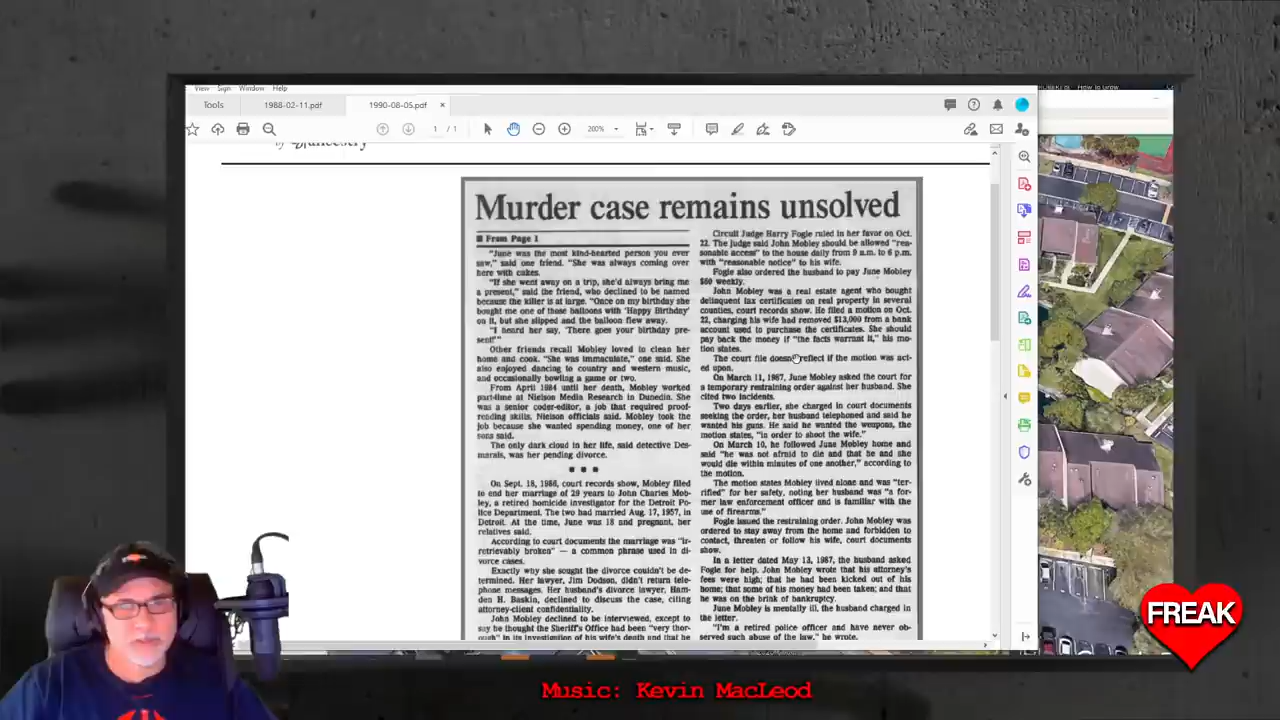 View Sign Window Help
Tools
1988-02-11.pdf
1990-08-05.pdf
1 / 1
200%
by Ancestry
Murder case remains unsolved
From Page 1
"June was the most kind-hearted person you ever
saw," said one friend. "She was always coming over
here with cakes.
"If she went away on a trip, she'd always bring me
a present," said the friend, who declined to be named
because the killer is at large. "Once on my birthday she
bought me one of those balloons with 'Happy Birthday'
on it, but she slipped and the balloon flew away.
"I heard her say, 'There goes your birthday pre-
sent!'"
Other friends recall Mobley loved to clean her
home and cook. "She was immaculate," one said. She
also enjoyed dancing to country and western music,
and occasionally bowling a game or two.
From April 1984 until her death, Mobley worked
part-time at Nielson Media Research in Dunedin. She
was a senior coder-editor, a job that required proof-
reading skills, Nielson officials said. Mobley took the
job because she wanted spending money, one of her
sons said.
The only dark cloud in her life, said detective Des-
marais, was her pending divorce.
On Sept. 18, 1986, court records show, Mobley filed
to end her marriage of 29 years to John Charles Mob-
ley, a retired homicide investigator for the Detroit Po-
lice Department. The two had married Aug. 17, 1957, in
Detroit. At the time, June was 18 and pregnant, her
relatives said.
According to court documents the marriage was "ir-
retrievably broken" — a common phrase used in di-
vorce cases.
Exactly why she sought the divorce couldn't be de-
termined. Her lawyer, Jim Dodson, didn't return tele-
phone messages. Her husband's divorce lawyer, Ham-
den H. Baskin, declined to discuss the case, citing
attorney-client confidentiality.
John Mobley declined to be interviewed, except to
say he thought the Sheriff's Office had been "very thor-
ough" in its investigation of his wife's death and that he
Circuit Judge Harry Fogle ruled in her favor on Oct.
22. The judge said John Mobley should be allowed "rea-
sonable access" to the house daily from 9 a.m. to 6 p.m.
with "reasonable notice" to his wife.
Fogle also ordered the husband to pay June Mobley
$60 weekly.
John Mobley was a real estate agent who bought
delinquent tax certificates on real property in several
counties, court records show. He filed a motion on Oct.
22, charging his wife had removed $13,000 from a bank
account used to purchase the certificates. She should
pay back the money if "the facts warrant it," his mo-
tion states.
The court file doesn't reflect if the motion was act-
ed upon.
On March 11, 1987, June Mobley asked the court for
a temporary restraining order against her husband. She
cited two incidents.
Two days earlier, she charged in court documents
seeking the order, her husband telephoned and said he
wanted his guns. He said he wanted the weapons, the
motion states, "in order to shoot the wife."
On March 10, he followed June Mobley home and
said "he was not afraid to die and that he and she
would die within minutes of one another," according to
the motion.
The motion states Mobley lived alone and was "ter-
rified" for her safety, noting her husband was "a for-
mer law enforcement officer and is familiar with the
use of firearms."
Fogle issued the restraining order. John Mobley was
ordered to stay away from the home and forbidden to
contact, threaten or follow his wife, court documents
show.
In a letter dated May 13, 1987, the husband asked
Fogle for help. John Mobley wrote that his attorney's
fees were high; that he had been kicked out of his
home; that some of his money had been taken; and that
he was on the brink of bankruptcy.
June Mobley is mentally ill, the husband charged in
the letter.
"I'm a retired police officer and have never ob-
served such abuse of the law," he wrote.
FREAK
Music: Kevin MacLeod